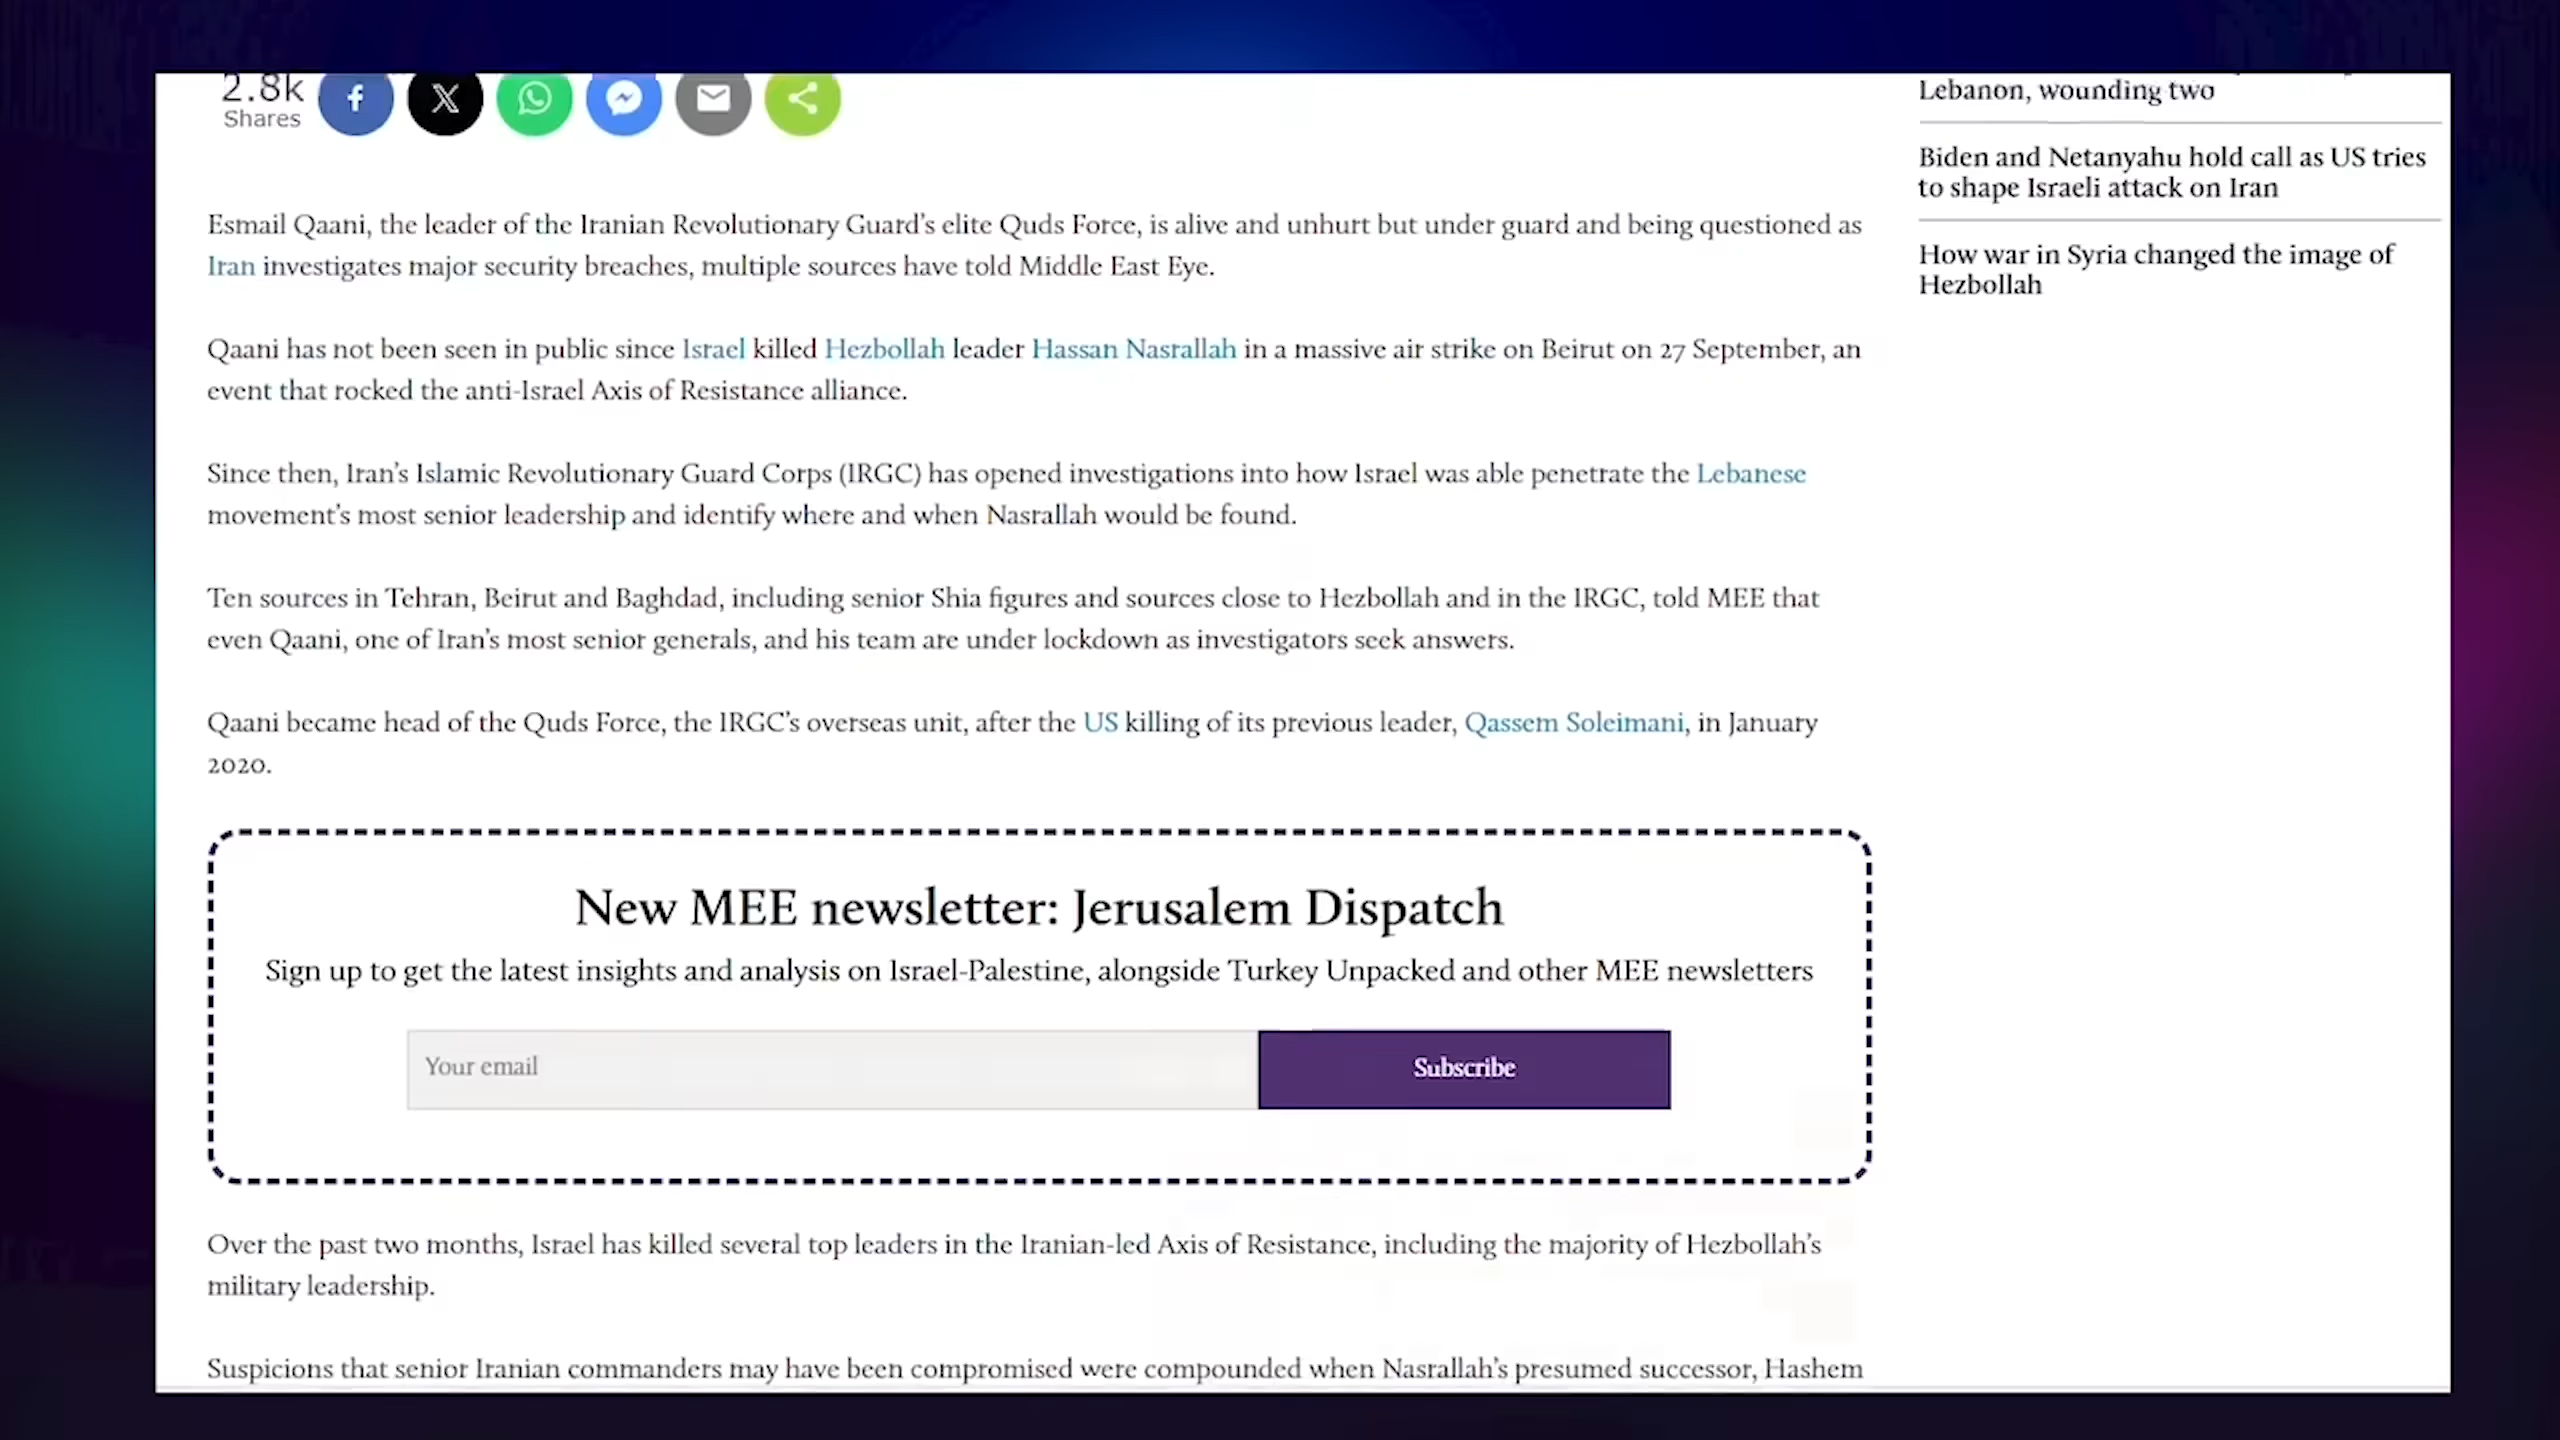 2.8k
Shares
Esmail Qaani, the leader of the Iranian Revolutionary Guard's elite Quds Force, is alive and unhurt but under guard and being questioned as
Iran investigates major security breaches, multiple sources have told Middle East Eye.
Qaani has not been seen in public since Israel killed Hezbollah leader Hassan Nasrallah in a massive air strike on Beirut on 27 September, an
event that rocked the anti-Israel Axis of Resistance alliance.
Since then, Iran's Islamic Revolutionary Guard Corps (IRGC) has opened investigations into how Israel was able penetrate the Lebanese
movement's most senior leadership and identify where and when Nasrallah would be found.
Ten sources in Tehran, Beirut and Baghdad, including senior Shia figures and sources close to Hezbollah and in the IRGC, told MEE that
even Qaani, one of Iran's most senior generals, and his team are under lockdown as investigators seek answers.
Qaani became head of the Quds Force, the IRGC's overseas unit, after the US killing of its previous leader, Qassem Soleimani, in January
2020.
New MEE newsletter: Jerusalem Dispatch
Sign up to get the latest insights and analysis on Israel-Palestine, alongside Turkey Unpacked and other MEE newsletters
Your email
Subscribe
Over the past two months, Israel has killed several top leaders in the Iranian-led Axis of Resistance, including the majority of Hezbollah's
military leadership.
Suspicions that senior Iranian commanders may have been compromised were compounded when Nasrallah's presumed successor, Hashem
Lebanon, wounding two
Biden and Netanyahu hold call as US tries
to shape Israeli attack on Iran
How war in Syria changed the image of
Hezbollah